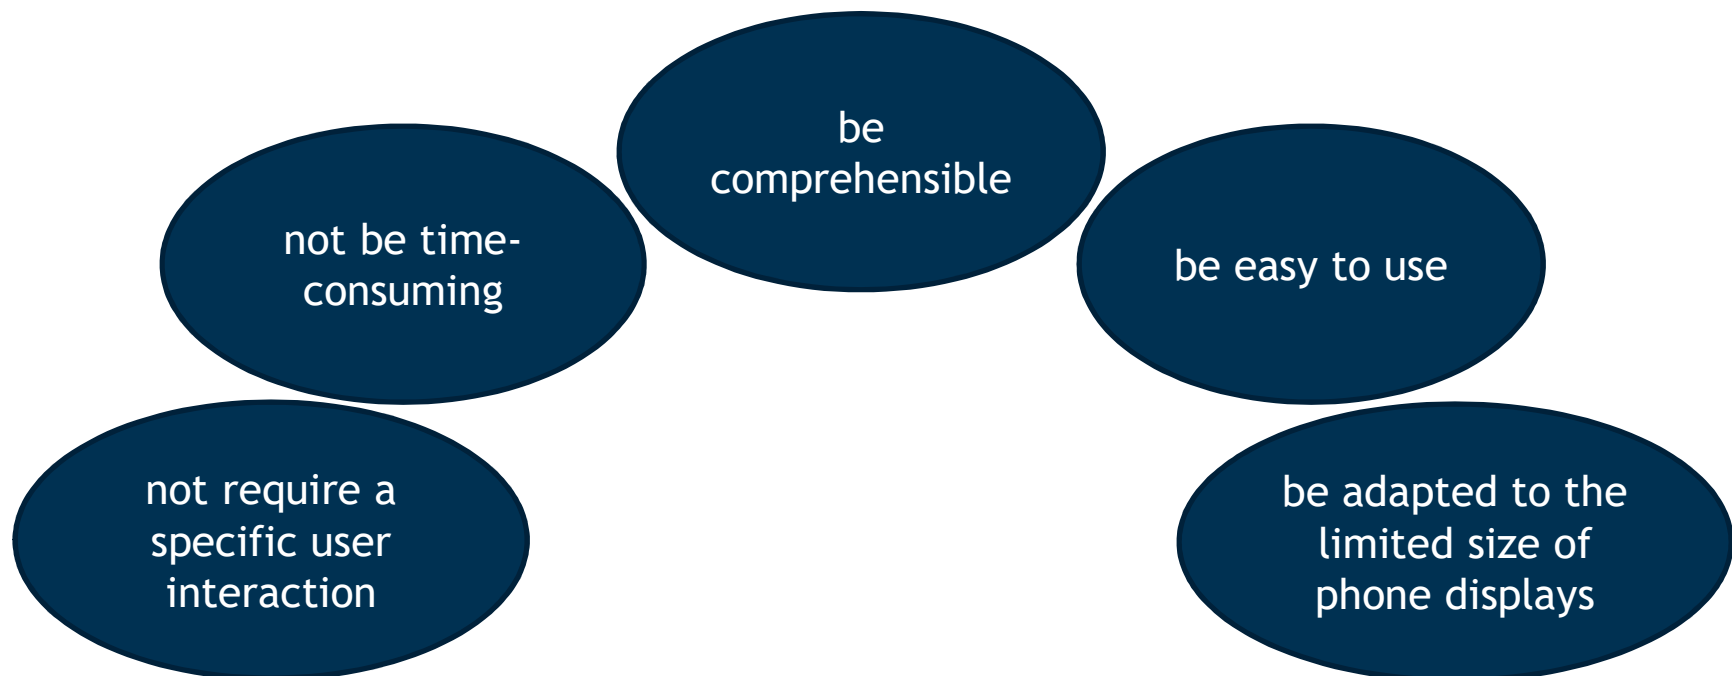 be
comprehensible
not be time-
consuming
be easy to use
not require a
specific user
interaction
be adapted to the
limited size of
phone displays